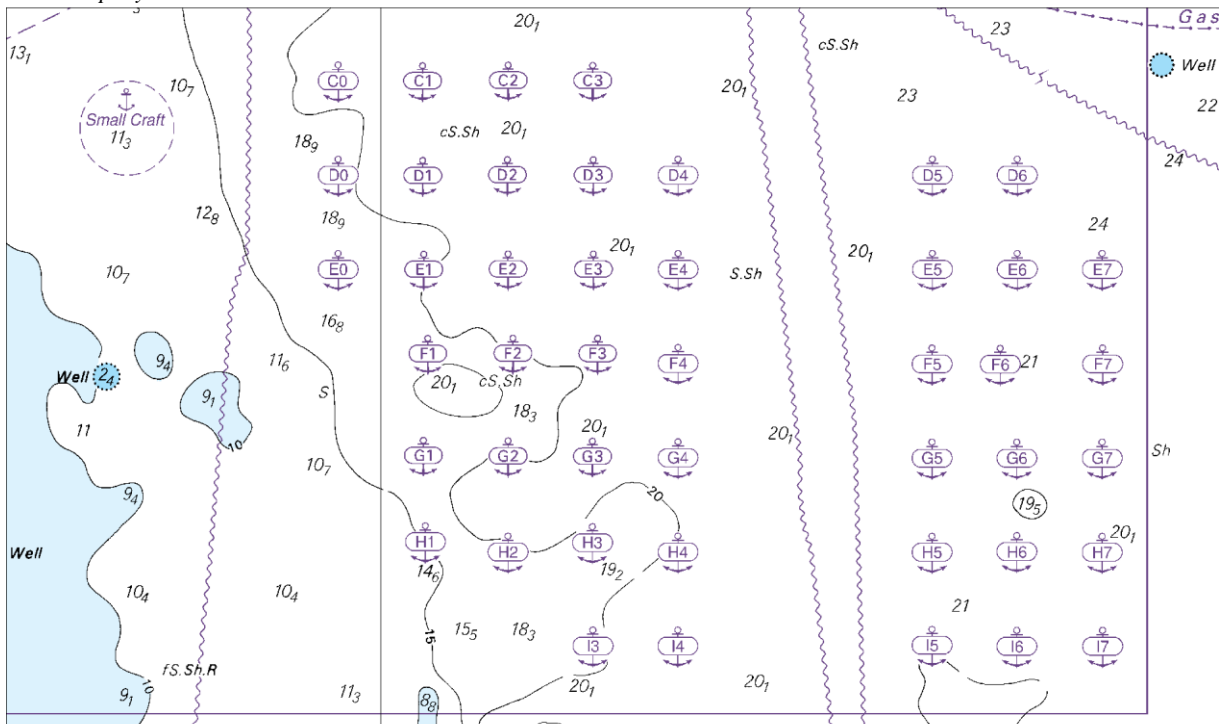 20₁
23
Gas
13₁
cS.Sh
Well
10₇
C0 C1 C2 C3
20₁
23
22
Small Craft
11₃
18₉
cS.Sh
20₁
24
D0 D1 D2 D3 D4 D5 D6
12₈
18₉
24
20₁
20₁
10₇
E0 E1 E2 E3 E4
S.Sh
E5 E6 E7
16₈
11₆
9₄
F1 F2 F3 F4 F5 F6
21
F7
Well
2₄
20₁
cS.Sh
S
9₁
18₃
11
20₁
20₁
10
Sh
10₇
G1 G2 G3 G4 G5 G6 G7
9₄
20
19₅
20₁
Well
H1 H2 H3 H4 H5 H6 H7
14₆
19₂
10₄
10₄
21
15₅
18₃
15
I3 I4 I5 I6 I7
fS.Sh.R
10
9₁
11₃
20₁
20₁
8₈